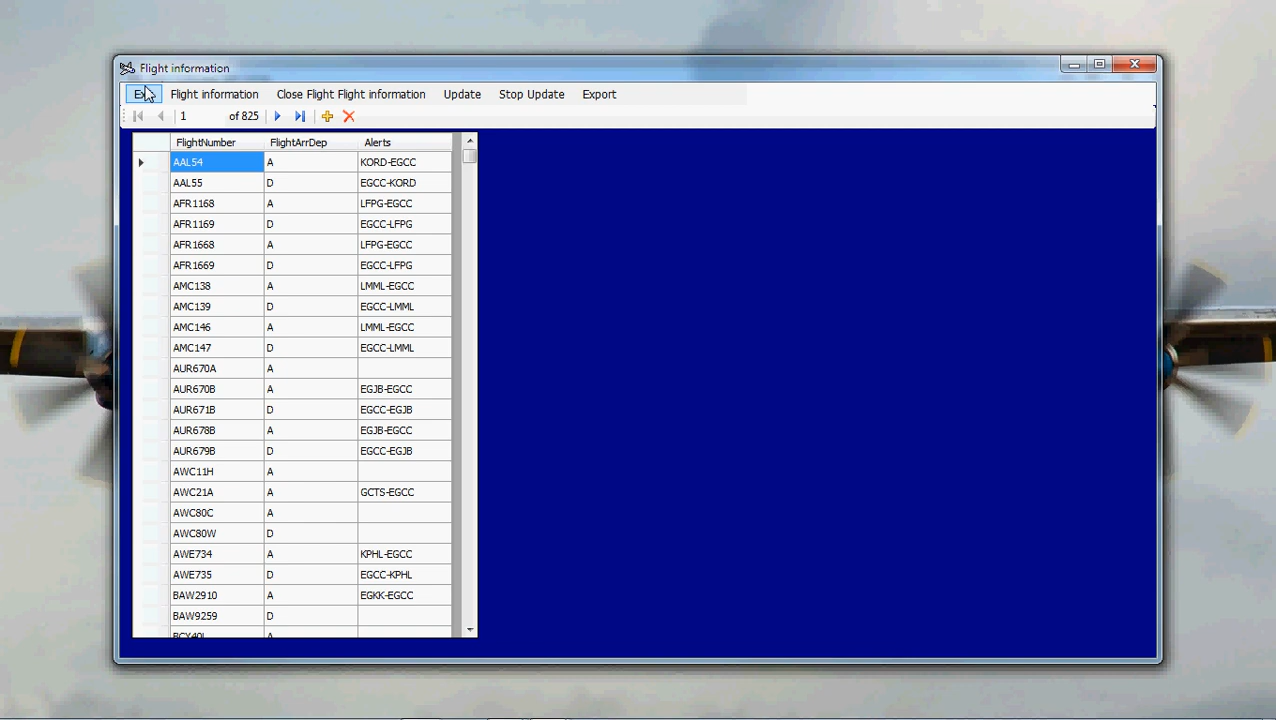 Flight information
Flight information Close Flight Flight information Update Stop Update Export
1 of 825
FlightNumber FlightArrDep Alerts
AAL54 A KORD-EGCC
AAL55 D EGCC-KORD
AFR1168 A LFPG-EGCC
AFR1169 D EGCC-LFPG
AFR1668 A LFPG-EGCC
AFR1669 D EGCC-LFPG
AMC138 A LMML-EGCC
AMC139 D EGCC-LMML
AMC146 A LMML-EGCC
AMC147 D EGCC-LMML
AUR670A A
AUR670B A EGJB-EGCC
AUR671B D EGCC-EGJB
AUR678B A EGJB-EGCC
AUR679B D EGCC-EGJB
AWC11H A
AWC21A A GCTS-EGCC
AWC80C A
AWC80W D
AWE734 A KPHL-EGCC
AWE735 D EGCC-KPHL
BAW2910 A EGKK-EGCC
BAW9259 D